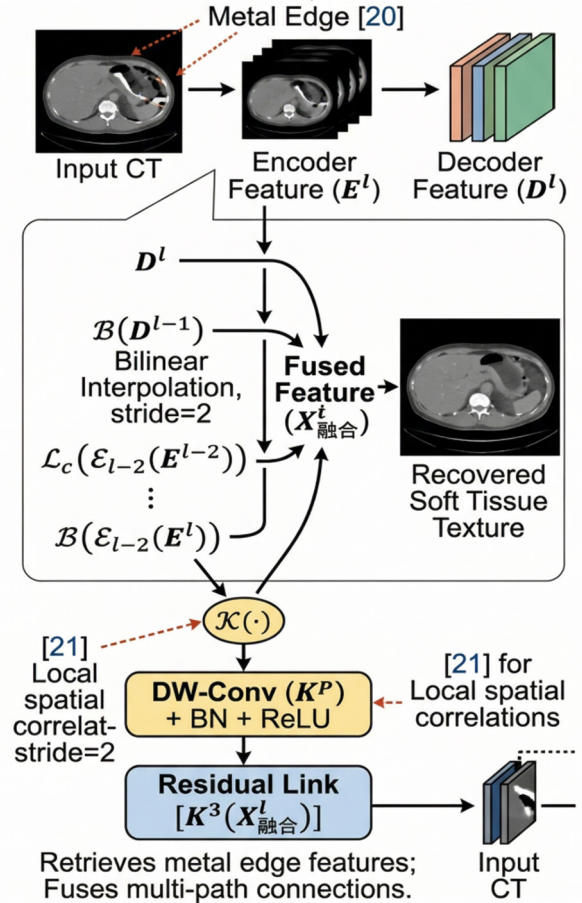 Metal Edge [20]
Input CT
Encoder
Feature (E^l)
Decoder
Feature (D^l)
D^l
B(D^{l-1})
Bilinear
Interpolation,
stride=2
Fused
Feature
(X^t_融合)
L_c(E_{l-2}(E^{l-2}))
⋮
B(E_{l-2}(E^l))
Recovered
Soft Tissue
Texture
K(·)
[21]
Local
spatial
correlat-
stride=2
DW-Conv (K^P)
+ BN + ReLU
[21] for
Local spatial
correlations
Residual Link
[K^3(X^l_融合)]
Input
CT
Retrieves metal edge features;
Fuses multi-path connections.